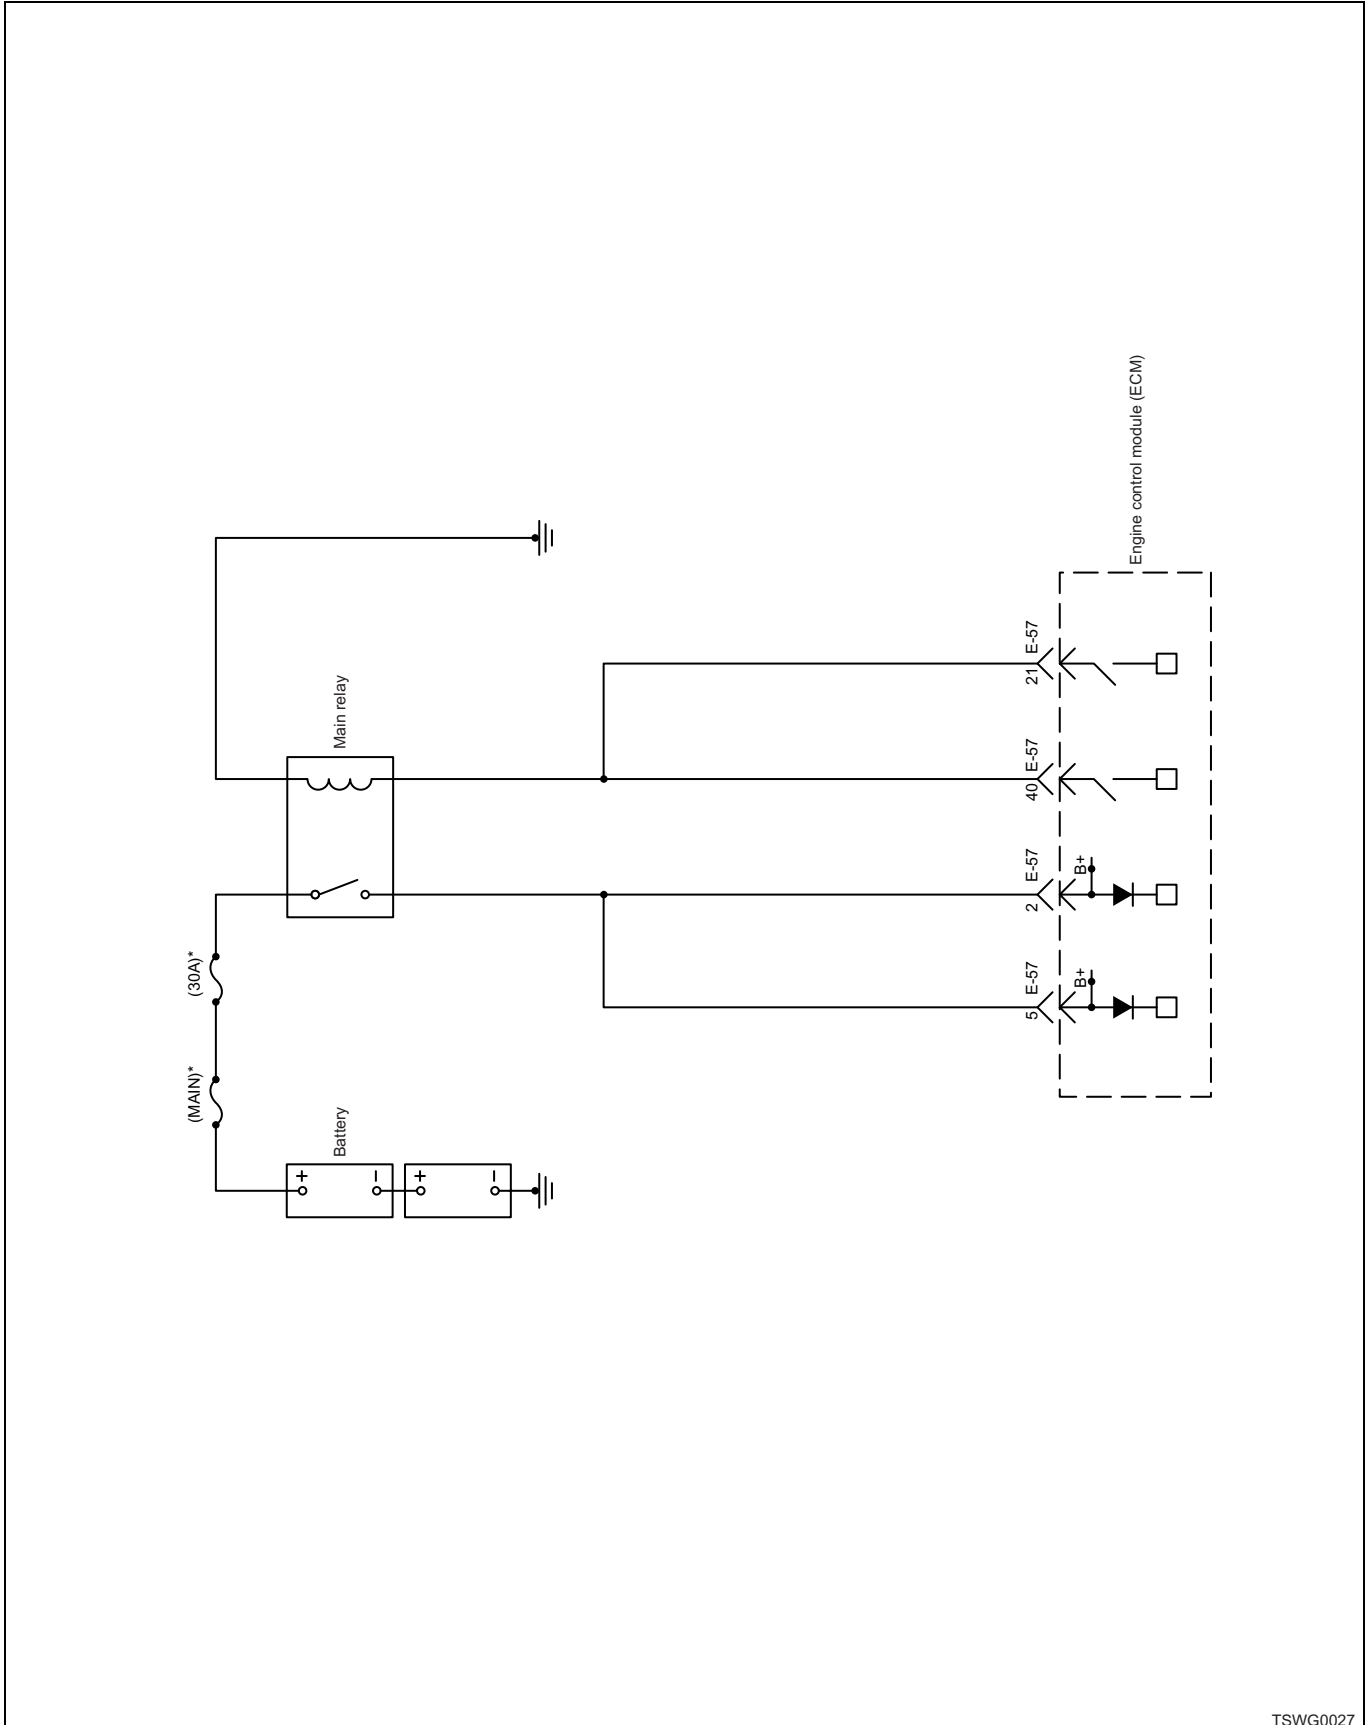 Engine control module (ECM)
21 E-57
40 E-57
2 E-57
5 E-57
B+
B+
Main relay
(30A)*
(MAIN)*
Battery
+
−
+
−
TSWG0027